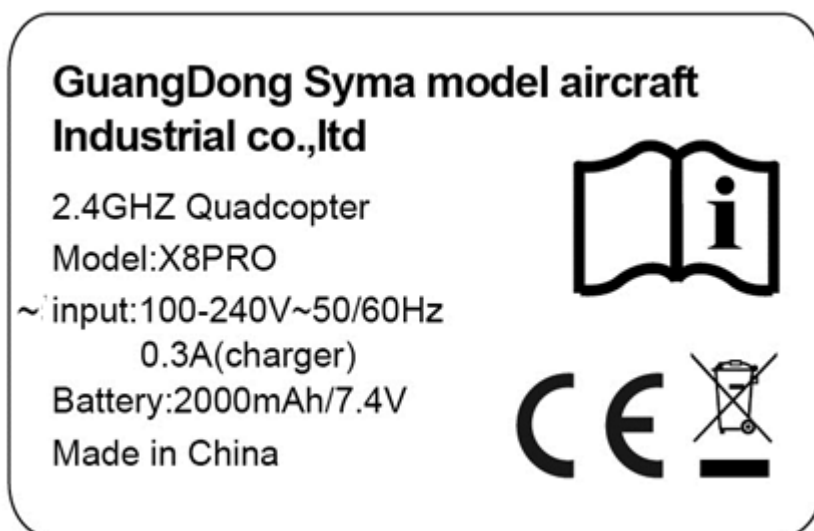 GuangDong Syma model aircraft
Industrial co.,ltd
2.4GHZ Quadcopter
Model:X8PRO
~input:100-240V~50/60Hz
0.3A(charger)
Battery:2000mAh/7.4V
Made in China
i
CE